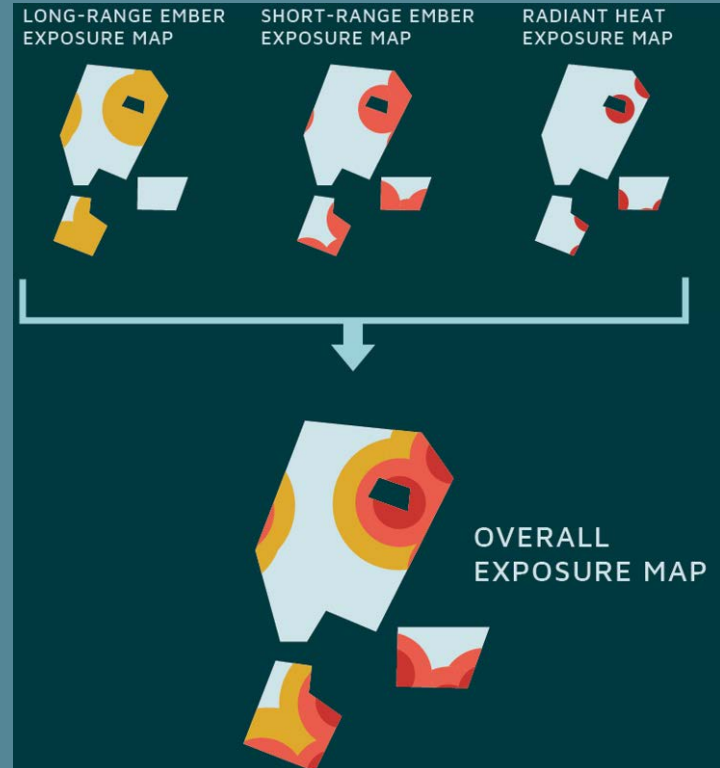 LONG-RANGE EMBER
EXPOSURE MAP
SHORT-RANGE EMBER
EXPOSURE MAP
RADIANT HEAT
EXPOSURE MAP
OVERALL
EXPOSURE MAP